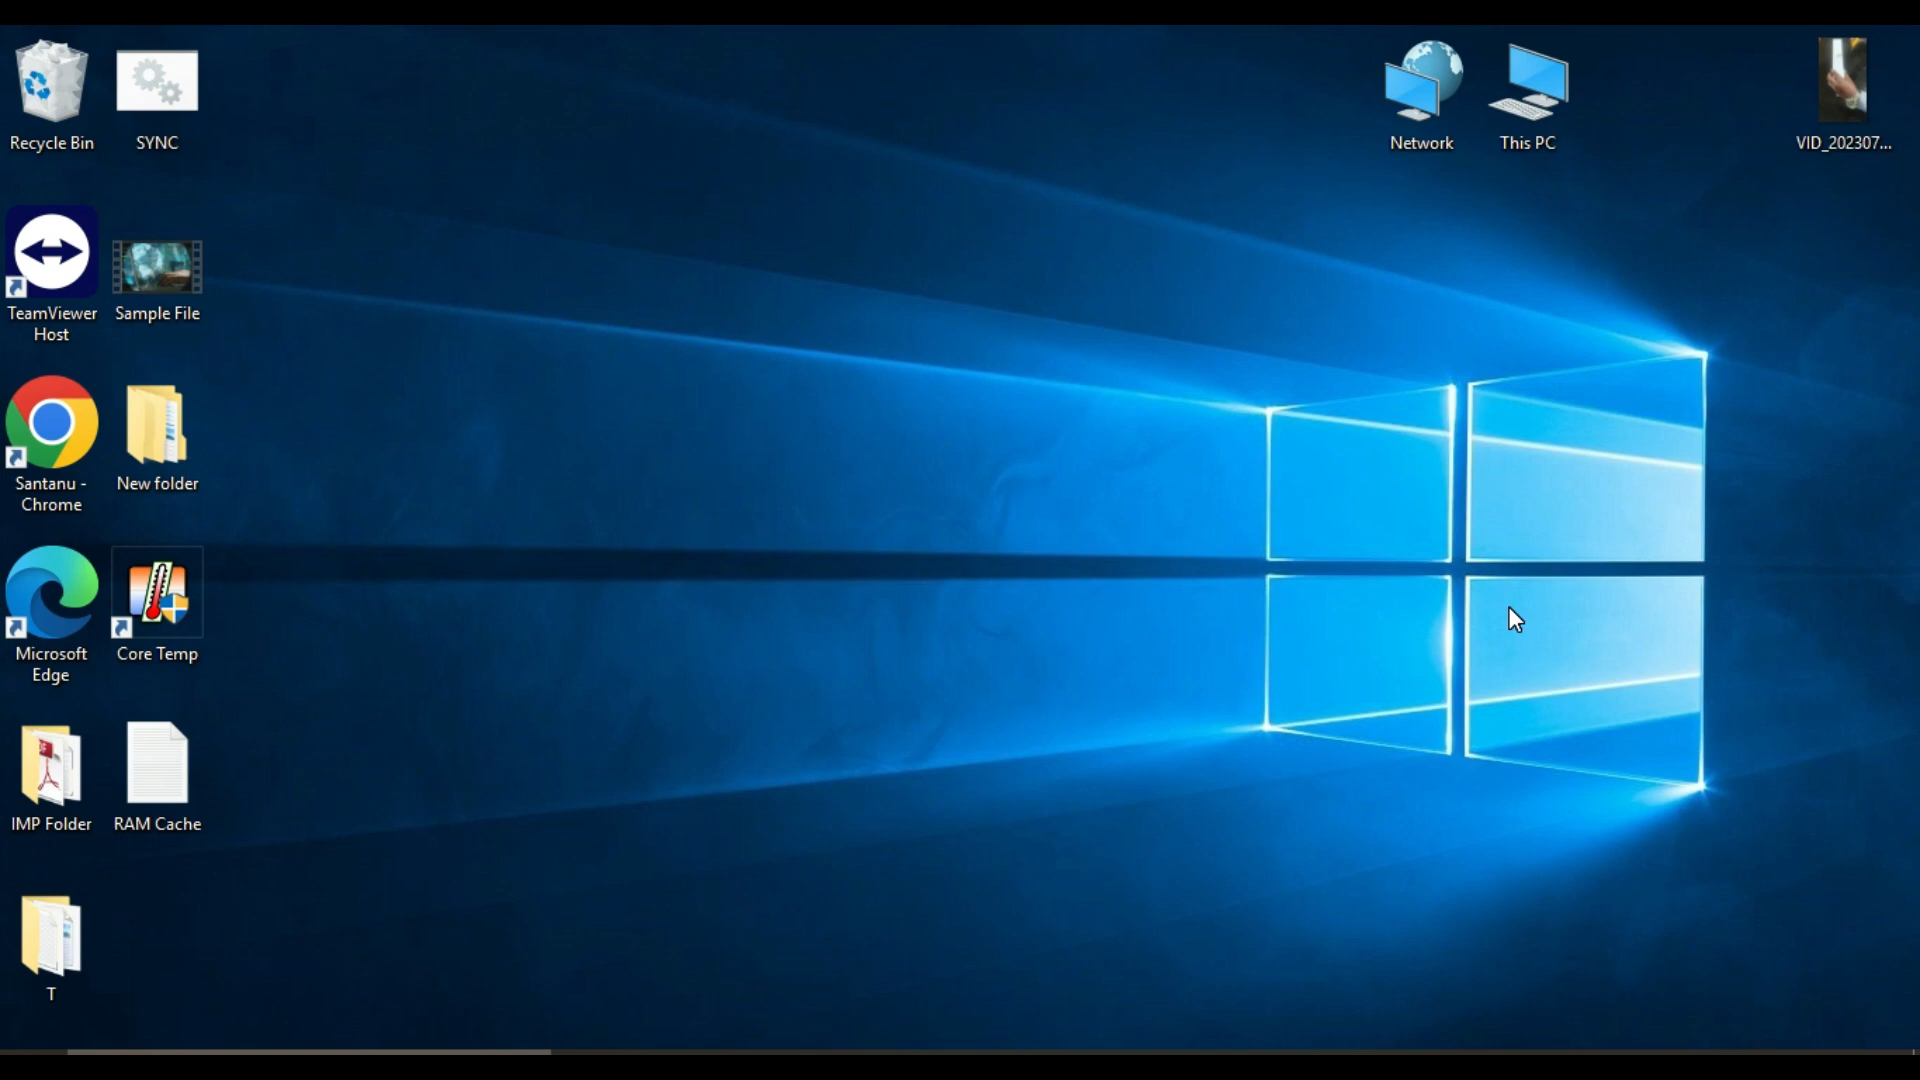 Recycle Bin
SYNC
Network
This PC
VID_202307...
TeamViewer
Host
Sample File
Santanu -
Chrome
New folder
Microsoft
Edge
Core Temp
IMP Folder
RAM Cache
T